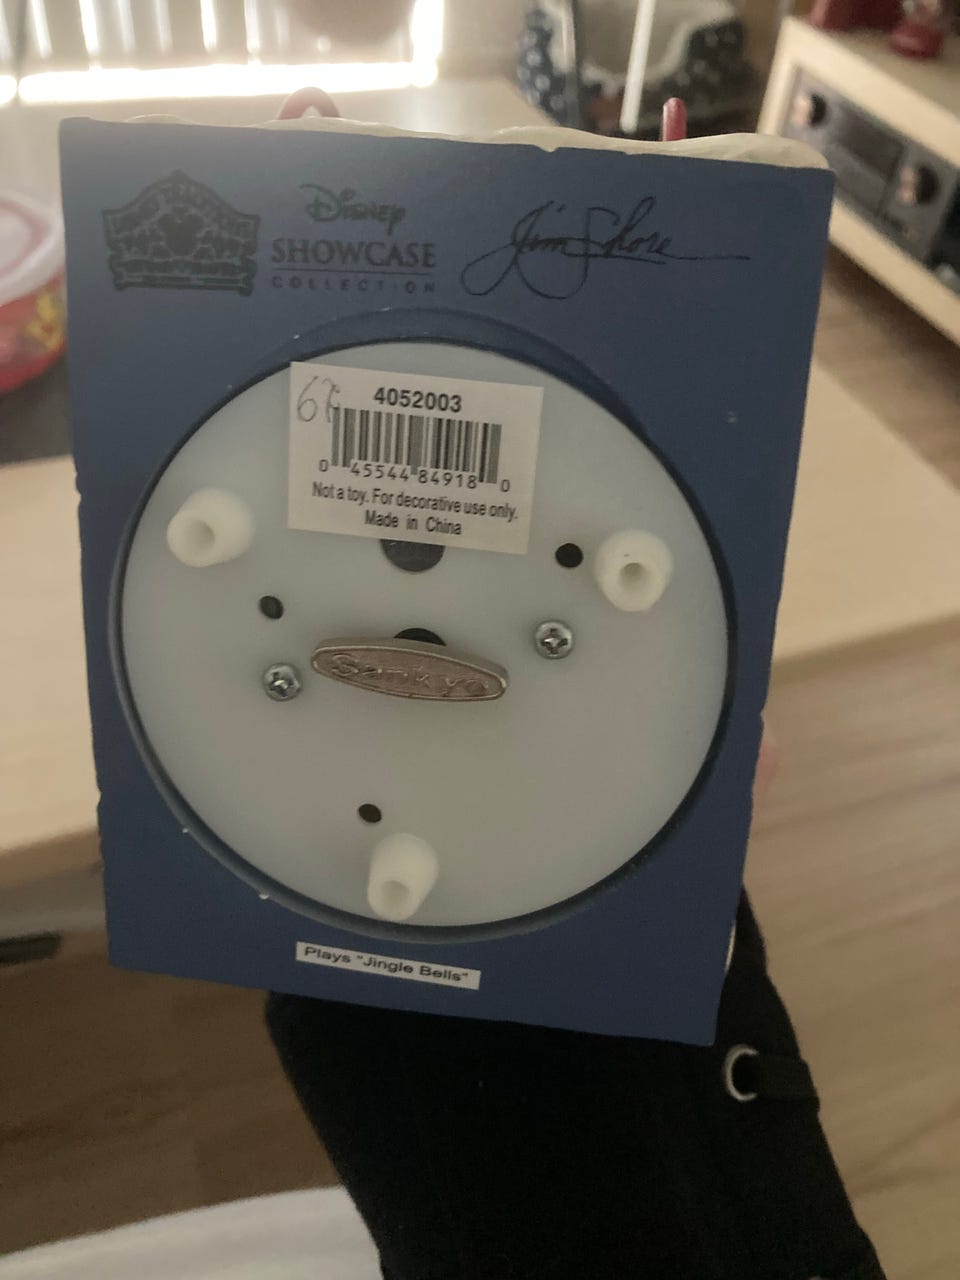 Disney
SHOWCASE
COLLECTION
Jim Shore
4052003
0 45544 84918 0
Not a toy. For decorative use only.
Made in China
Sankyo
Plays "Jingle Bells"